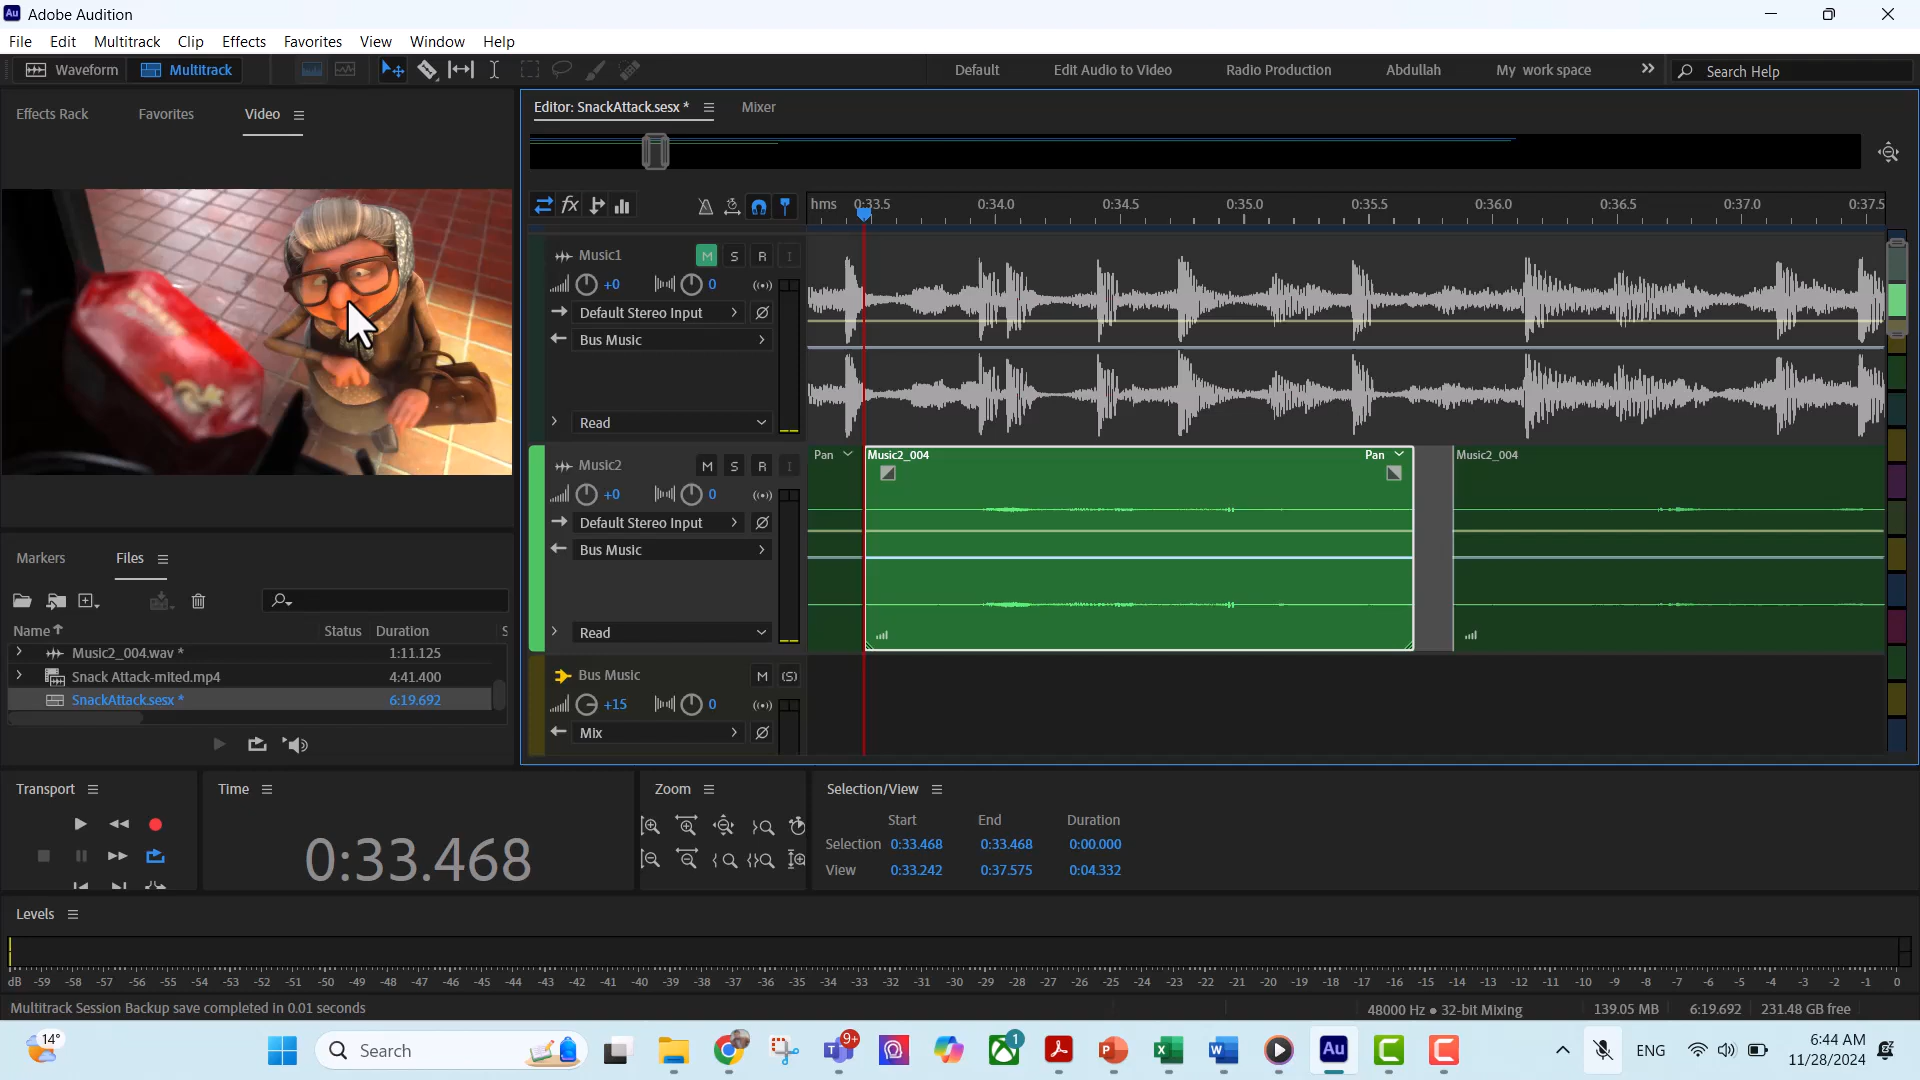 Au Adobe Audition
File Edit Multitrack Clip Effects Favorites View Window Help
Waveform Multitrack Default Edit Audio to Video Radio Production Abdullah My work space >> Search Help
Effects Rack Favorites Video
Editor: SnackAttack.sesx * Mixer
fx
hms 0:33.5 0:34.0 0:34.5 0:35.0 0:35.5 0:36.0 0:36.5 0:37.0 0:37.5
Music1 M S R I
+0 0
Default Stereo Input
Bus Music
Read
Music2 M S R I
+0 0
Default Stereo Input
Bus Music
Read
Pan Music2_004 Pan Music2_004
Bus Music M (S)
+15 0
Mix
Markers Files
Name Status Duration S
Music2_004.wav * 1:11.125
Snack Attack-mited.mp4 4:41.400
SnackAttack.sesx * 6:19.692
Transport
Time
0:33.468
Zoom
Selection/View
Start End Duration
Selection 0:33.468 0:33.468 0:00.000
View 0:33.242 0:37.575 0:04.332
Levels
dB -59 -58 -57 -56 -55 -54 -53 -52 -51 -50 -49 -48 -47 -46 -45 -44 -43 -42 -41 -40 -39 -38 -37 -36 -35 -34 -33 -32 -31 -30 -29 -28 -27 -26 -25 -24 -23 -22 -21 -20 -19 -18 -17 -16 -15 -14 -13 -12 -11 -10 -9 -8 -7 -6 -5 -4 -3 -2 -1 0
Multitrack Session Backup save completed in 0.01 seconds
48000 Hz ● 32-bit Mixing 139.05 MB 6:19.692 231.48 GB free
14°
Search
9+
1
Au
ENG
6:44 AM
11/28/2024